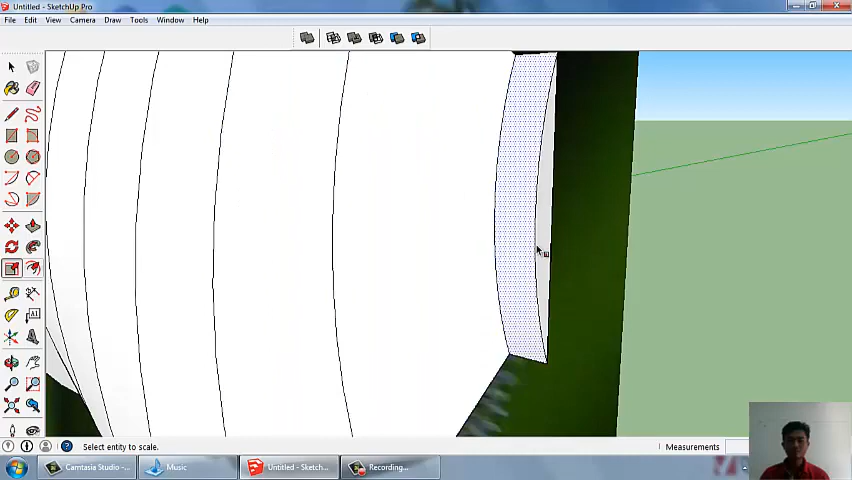 Untitled - SketchUp Pro
File Edit View Camera Draw Tools Window Help
A1
Select entity to scale.
Measurements
Camtasia Studio -...
Music
Untitled - Sketch...
Recording...